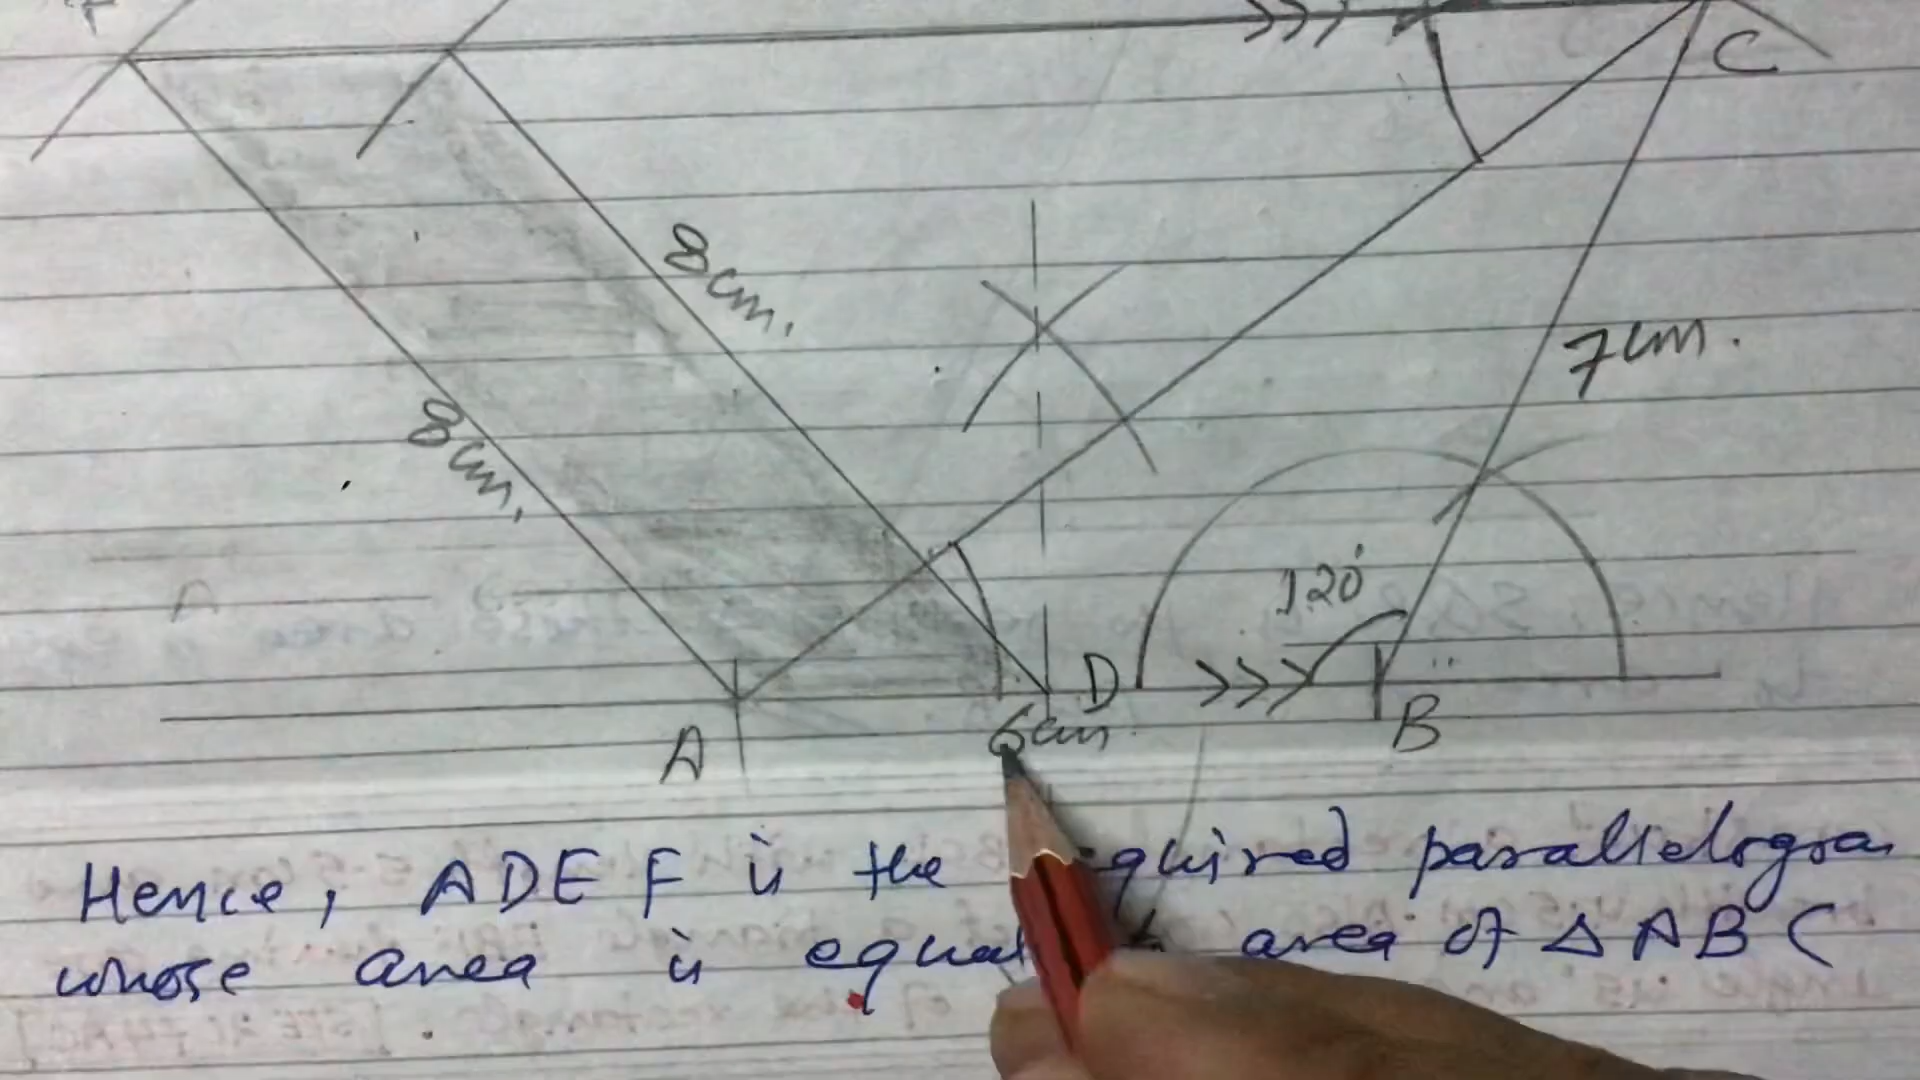 F
C
8cm.
7cm.
8cm.
120°
D
6cm.
A
B
Hence, ADEF is the required parallelogram
whose area is equal area of △ABC